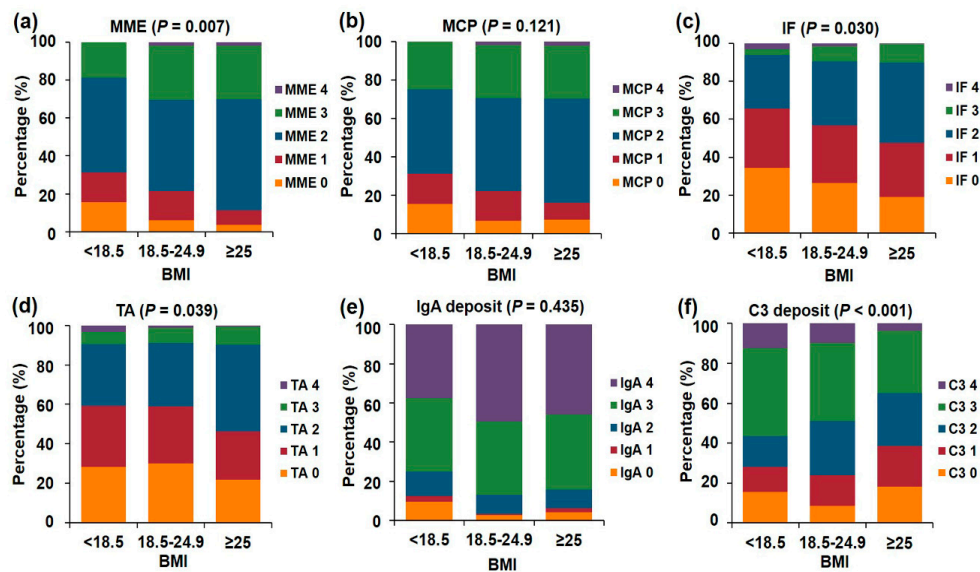 (a) MME (P = 0.007)
Percentage (%)
100
80
60
40
20
0
<18.5 18.5-24.9 ≥25
BMI
MME 4
MME 3
MME 2
MME 1
MME 0
(b) MCP (P = 0.121)
Percentage (%)
100
80
60
40
20
0
<18.5 18.5-24.9 ≥25
BMI
MCP 4
MCP 3
MCP 2
MCP 1
MCP 0
(c) IF (P = 0.030)
Percentage (%)
100
80
60
40
20
0
<18.5 18.5-24.9 ≥25
BMI
IF 4
IF 3
IF 2
IF 1
IF 0
(d) TA (P = 0.039)
Percentage (%)
100
80
60
40
20
0
<18.5 18.5-24.9 ≥25
BMI
TA 4
TA 3
TA 2
TA 1
TA 0
(e) IgA deposit (P = 0.435)
Percentage (%)
100
80
60
40
20
0
<18.5 18.5-24.9 ≥25
BMI
IgA 4
IgA 3
IgA 2
IgA 1
IgA 0
(f) C3 deposit (P < 0.001)
Percentage (%)
100
80
60
40
20
0
<18.5 18.5-24.9 ≥25
BMI
C3 4
C3 3
C3 2
C3 1
C3 0